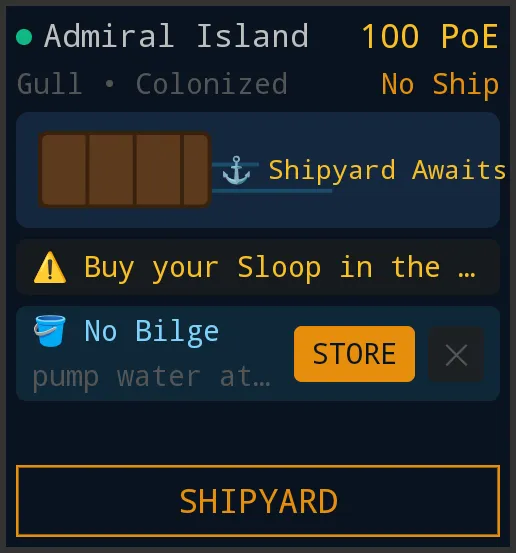 Admiral Island 100 PoE
Gull • Colonized No Ship
⚓ Shipyard Awaits
⚠️ Buy your Sloop in the …
🪣 No Bilge
pump water at…
STORE
SHIPYARD